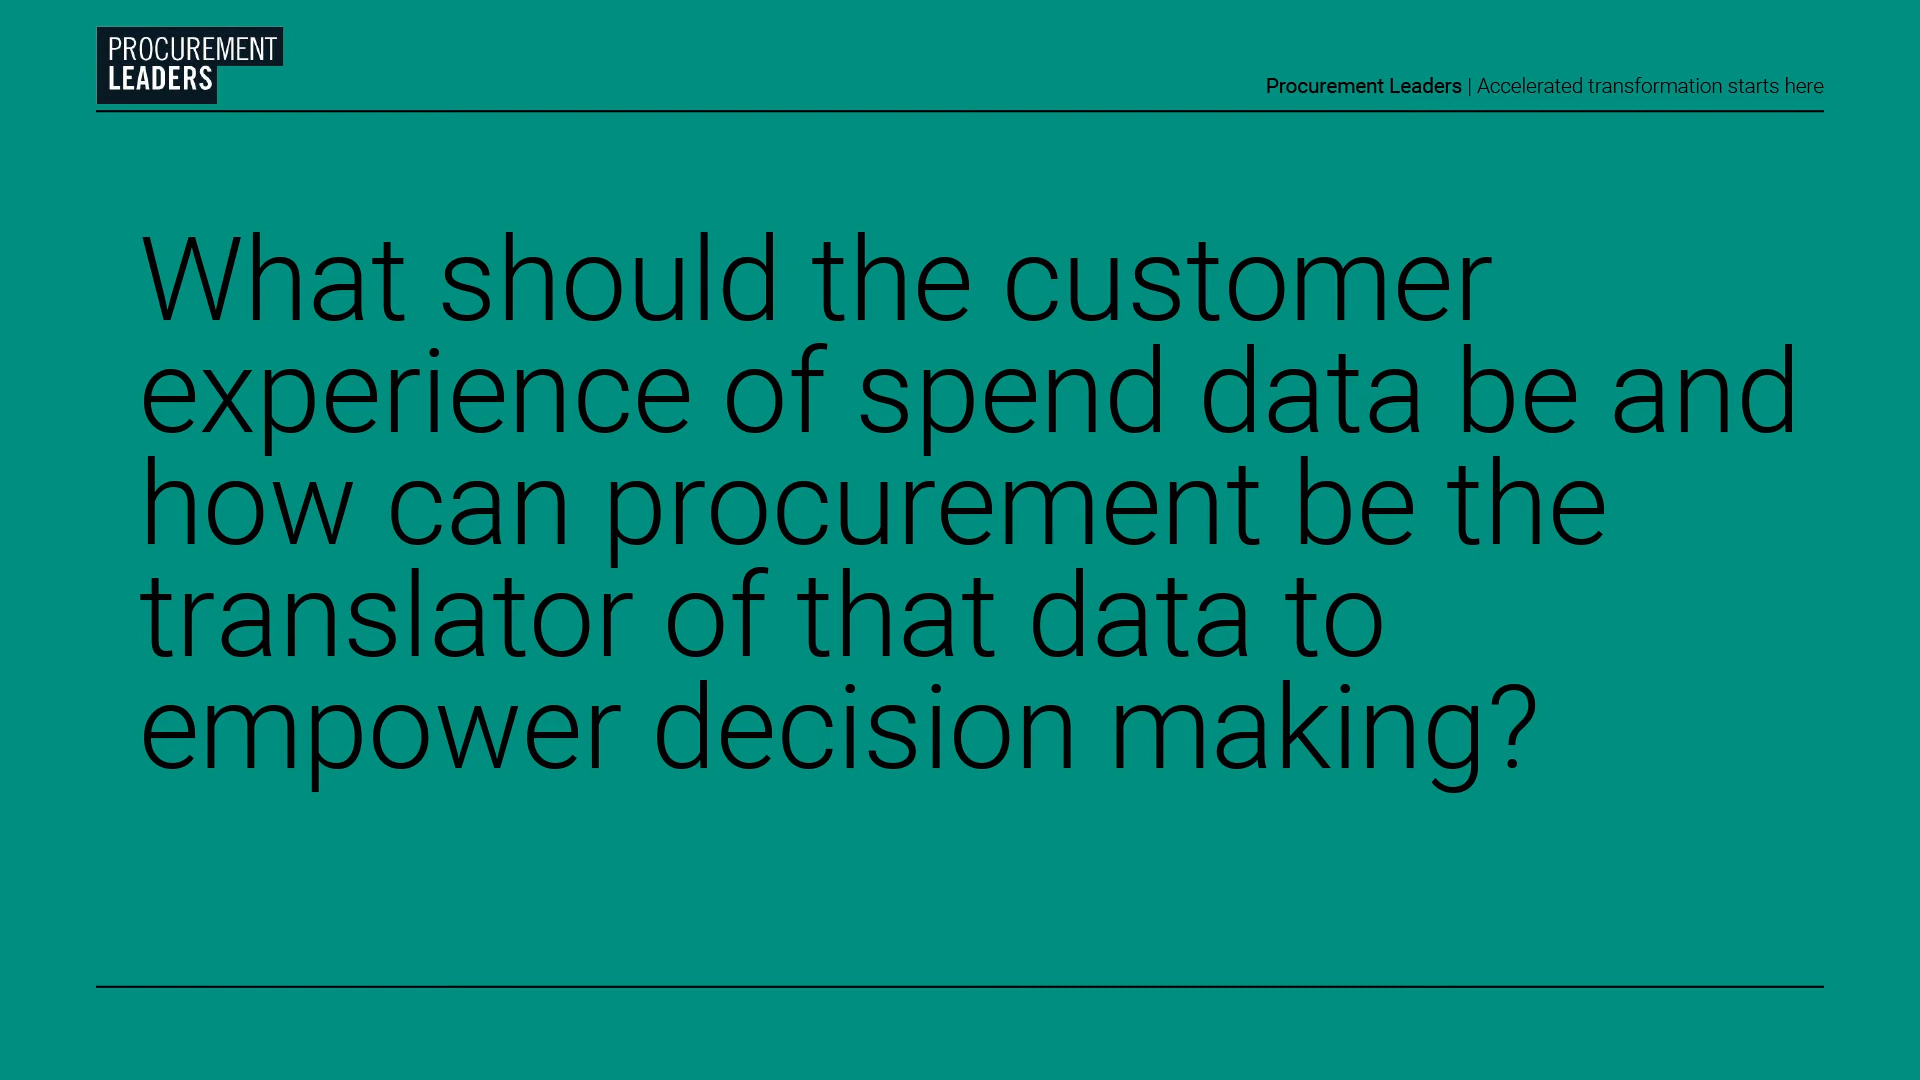 PROCUREMENT
LEADERS
Procurement Leaders | Accelerated transformation starts here
What should the customer
experience of spend data be and
how can procurement be the
translator of that data to
empower decision making?